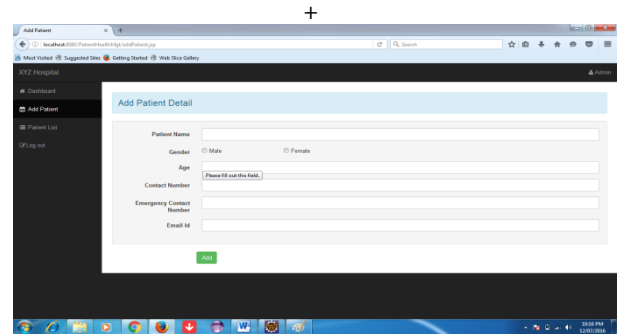 +
Add Patient × +
localhost:8080/PatientHealthMgt/addPatient.jsp Search
Most Visited Suggested Sites Getting Started Web Slice Gallery
XYZ Hospital Admin
Dashboard
Add Patient
Patient List
Log out
Add Patient Detail
Patient Name
Gender Male Female
Age
Please fill out this field.
Contact Number
Emergency Contact
Number
Email Id
Add
10:16 PM
12/07/2016